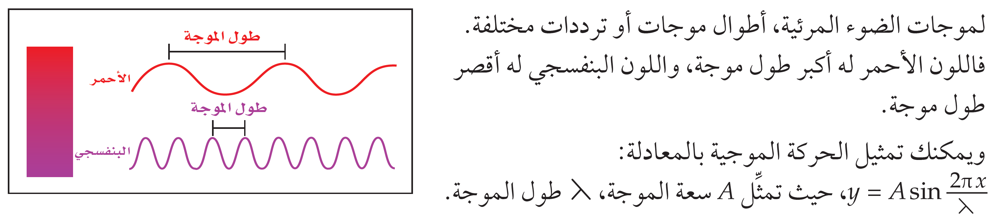 لموجات الضوء المرئية، أطوال موجات أو ترددات مختلفة.
فاللون الأحمر له أكبر طول موجة، واللون البنفسجي له أقصر
طول موجة.
ويمكنك تمثيل الحركة الموجية بالمعادلة:
y = A sin \frac{2πx}{λ}، حيث تمثِّل A سعة الموجة، λ طول الموجة.
طول الموجة
الأحمر
طول الموجة
البنفسجي